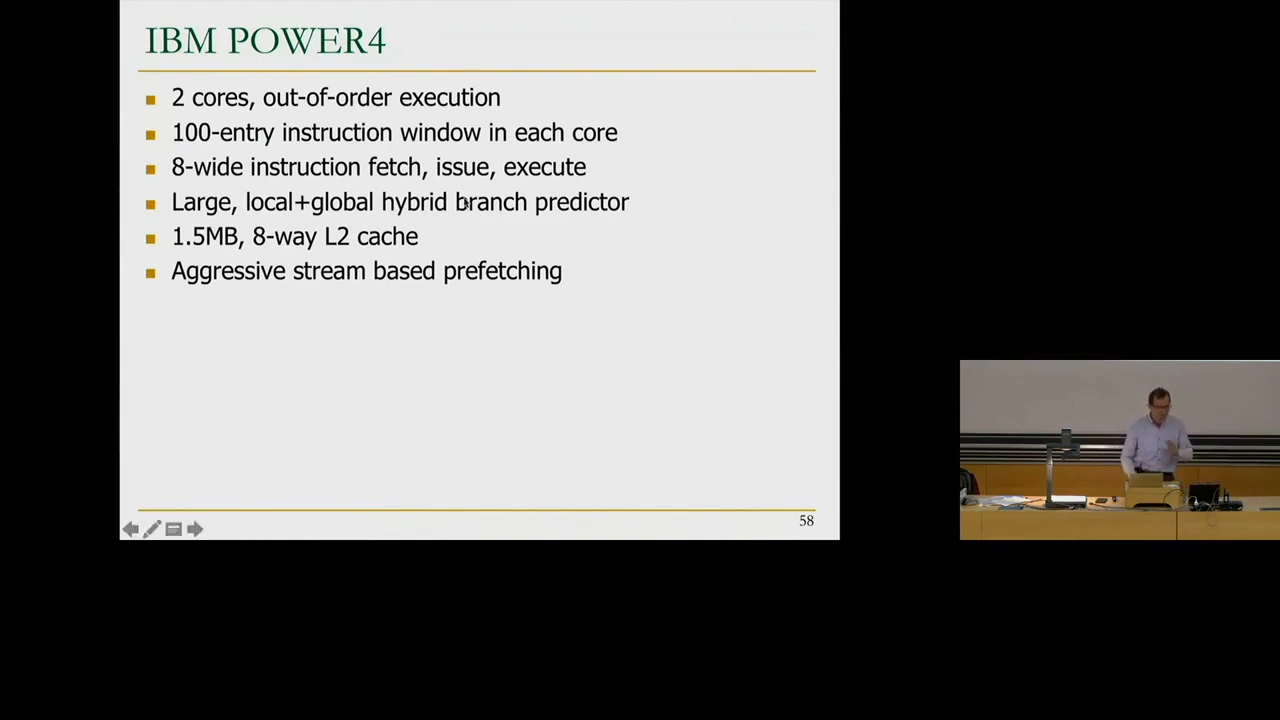 IBM POWER4
2 cores, out-of-order execution
100-entry instruction window in each core
8-wide instruction fetch, issue, execute
Large, local+global hybrid branch predictor
1.5MB, 8-way L2 cache
Aggressive stream based prefetching
58